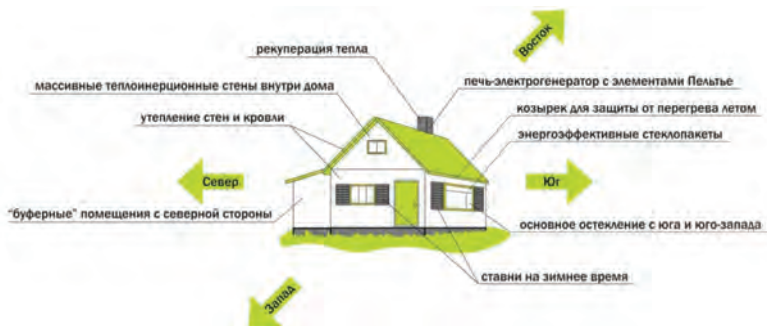 Восток
рекуперация тепла
массивные теплоинерционные стены внутри дома
печь-электрогенератор с элементами Пельтье
козырек для защиты от перегрева летом
утепление стен и кровли
энергоэффективные стеклопакеты
Север
Юг
"буферные" помещения с северной стороны
основное остекление с юга и юго-запада
ставни на зимнее время
Запад